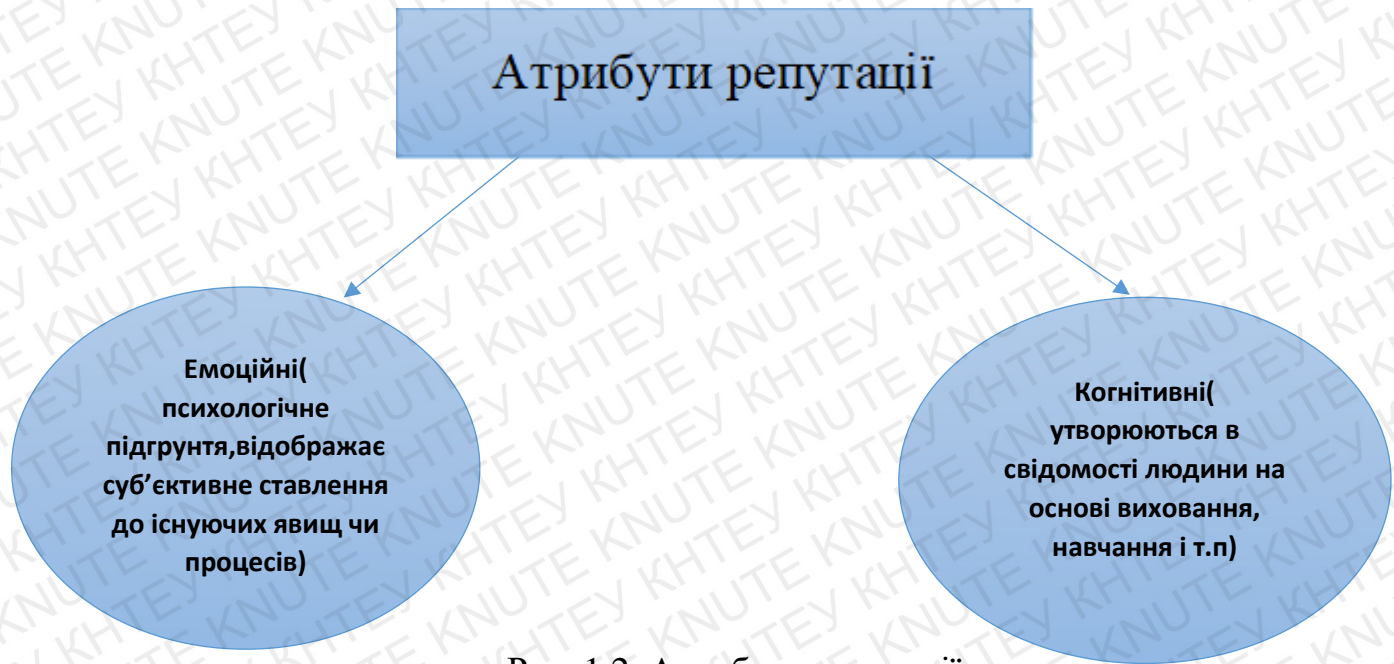 Атрибути репутації
Емоційні(
психологічне
підгрунтя,відображає
суб’єктивне ставлення
до існуючих явищ чи
процесів)
Когнітивні(
утворюються в
свідомості людини на
основі виховання,
навчання і т.п)